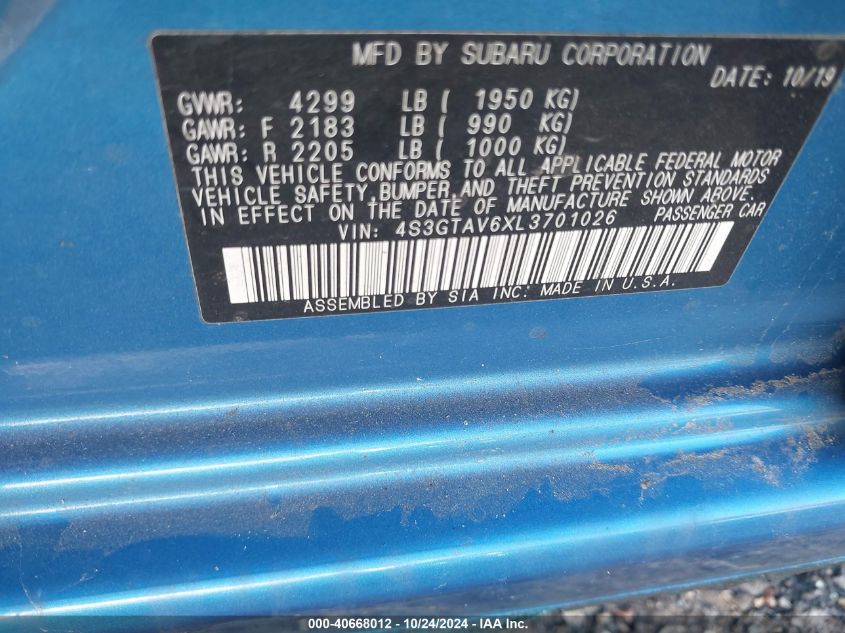 MFD BY SUBARU CORPORATION
DATE: 10/19
GVWR: 4299 LB ( 1950 KG)
GAWR: F 2183 LB ( 990 KG)
GAWR: R 2205 LB ( 1000 KG)
THIS VEHICLE CONFORMS TO ALL APPLICABLE FEDERAL MOTOR
VEHICLE SAFETY, BUMPER, AND THEFT PREVENTION STANDARDS
IN EFFECT ON THE DATE OF MANUFACTURE SHOWN ABOVE.
VIN: 4S3GTAV6XL3701026 PASSENGER CAR
ASSEMBLED BY SIA INC: MADE IN U.S.A.
000-40668012 - 10/24/2024 - IAA Inc.